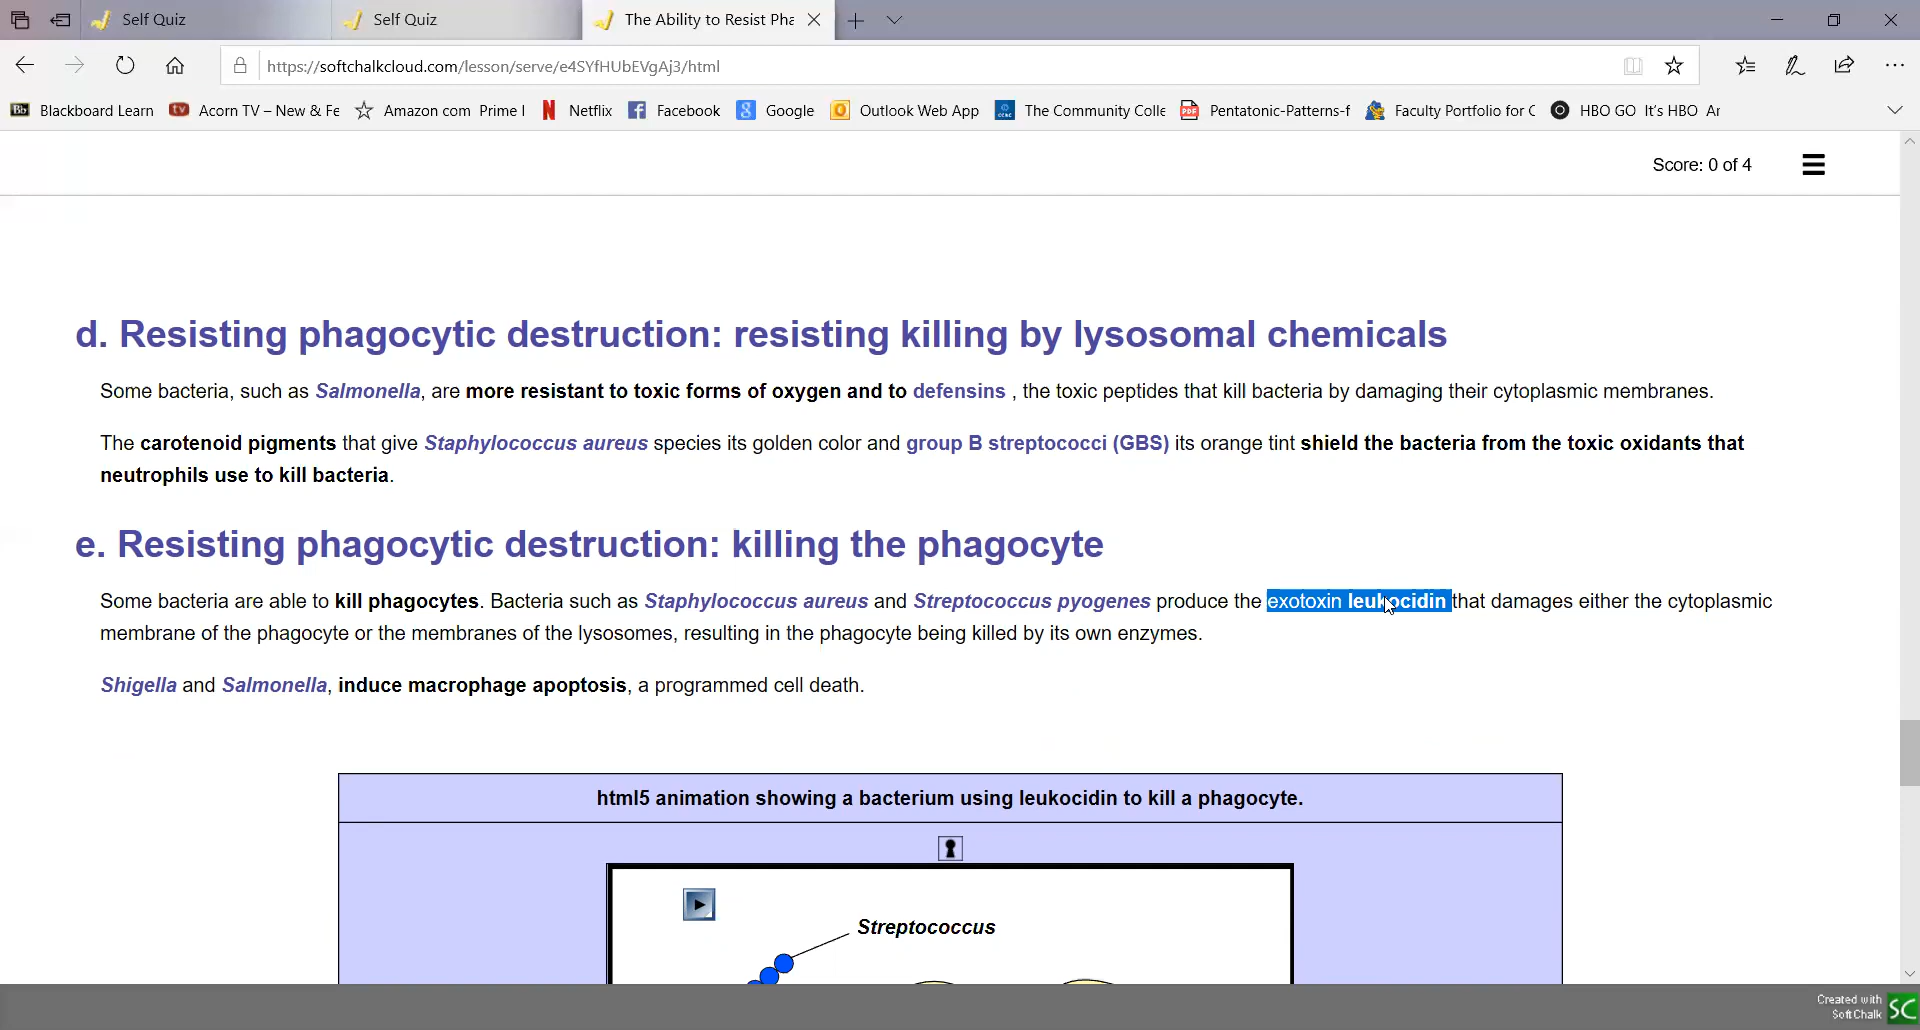 Self Quiz
Self Quiz
The Ability to Resist Pha
https://softchalkcloud.com/lesson/serve/e4SYfHUbEVgAj3/html
Bb Blackboard Learn
tv Acorn TV – New & Fe
Amazon com Prime I
N Netflix
f Facebook
8 Google
Outlook Web App
CCBC The Community Colle
PDF Pentatonic-Patterns-f
Faculty Portfolio for C
HBO GO It's HBO Ar
Score: 0 of 4
d. Resisting phagocytic destruction: resisting killing by lysosomal chemicals
Some bacteria, such as Salmonella, are more resistant to toxic forms of oxygen and to defensins , the toxic peptides that kill bacteria by damaging their cytoplasmic membranes.
The carotenoid pigments that give Staphylococcus aureus species its golden color and group B streptococci (GBS) its orange tint shield the bacteria from the toxic oxidants that
neutrophils use to kill bacteria.
e. Resisting phagocytic destruction: killing the phagocyte
Some bacteria are able to kill phagocytes. Bacteria such as Staphylococcus aureus and Streptococcus pyogenes produce the exotoxin leukocidin that damages either the cytoplasmic
membrane of the phagocyte or the membranes of the lysosomes, resulting in the phagocyte being killed by its own enzymes.
Shigella and Salmonella, induce macrophage apoptosis, a programmed cell death.
html5 animation showing a bacterium using leukocidin to kill a phagocyte.
Streptococcus
Created with
SoftChalk SC